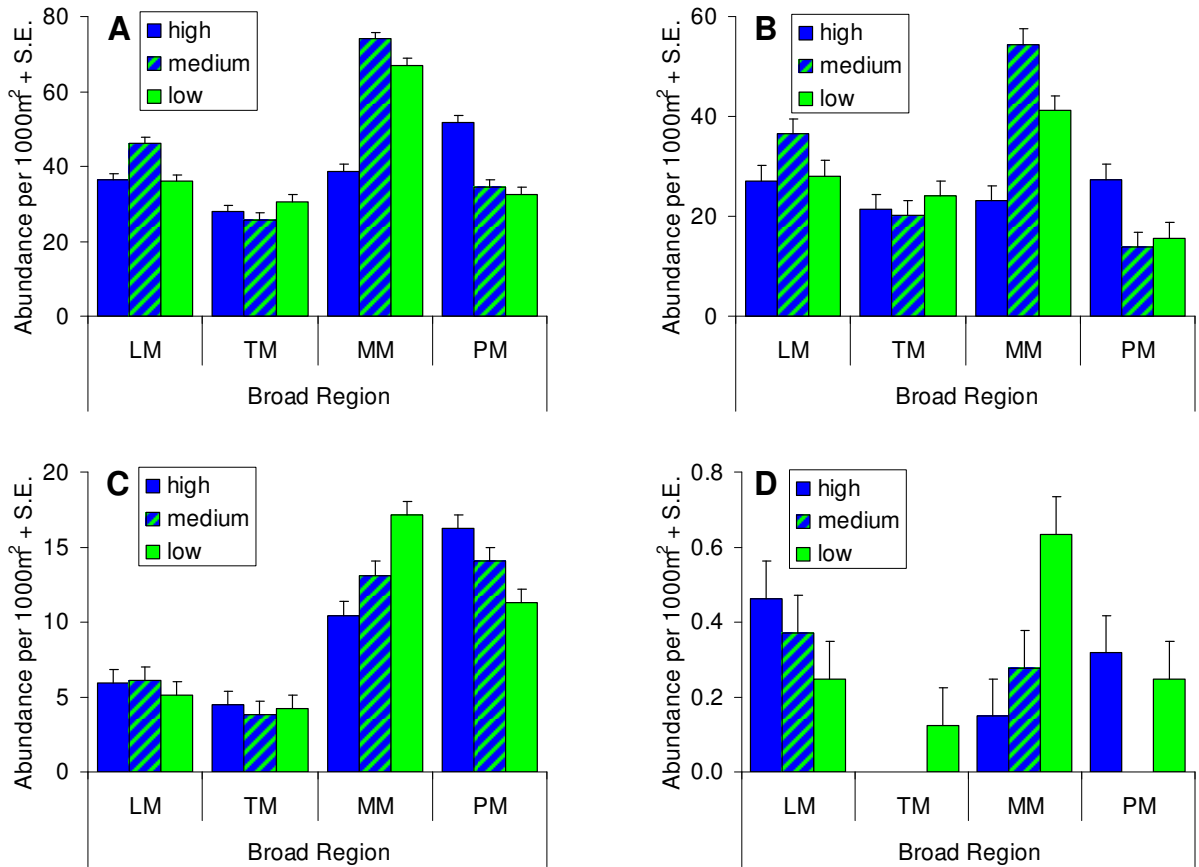 A
high
medium
low
Abundance per 1000m² + S.E.
80
60
40
20
0
LM TM MM PM
Broad Region
B
high
medium
low
Abundance per 1000m² + S.E.
60
40
20
0
LM TM MM PM
Broad Region
C
high
medium
low
Abundance per 1000m² + S.E.
20
15
10
5
0
LM TM MM PM
Broad Region
D
high
medium
low
Abundance per 1000m² + S.E.
0.8
0.6
0.4
0.2
0.0
LM TM MM PM
Broad Region